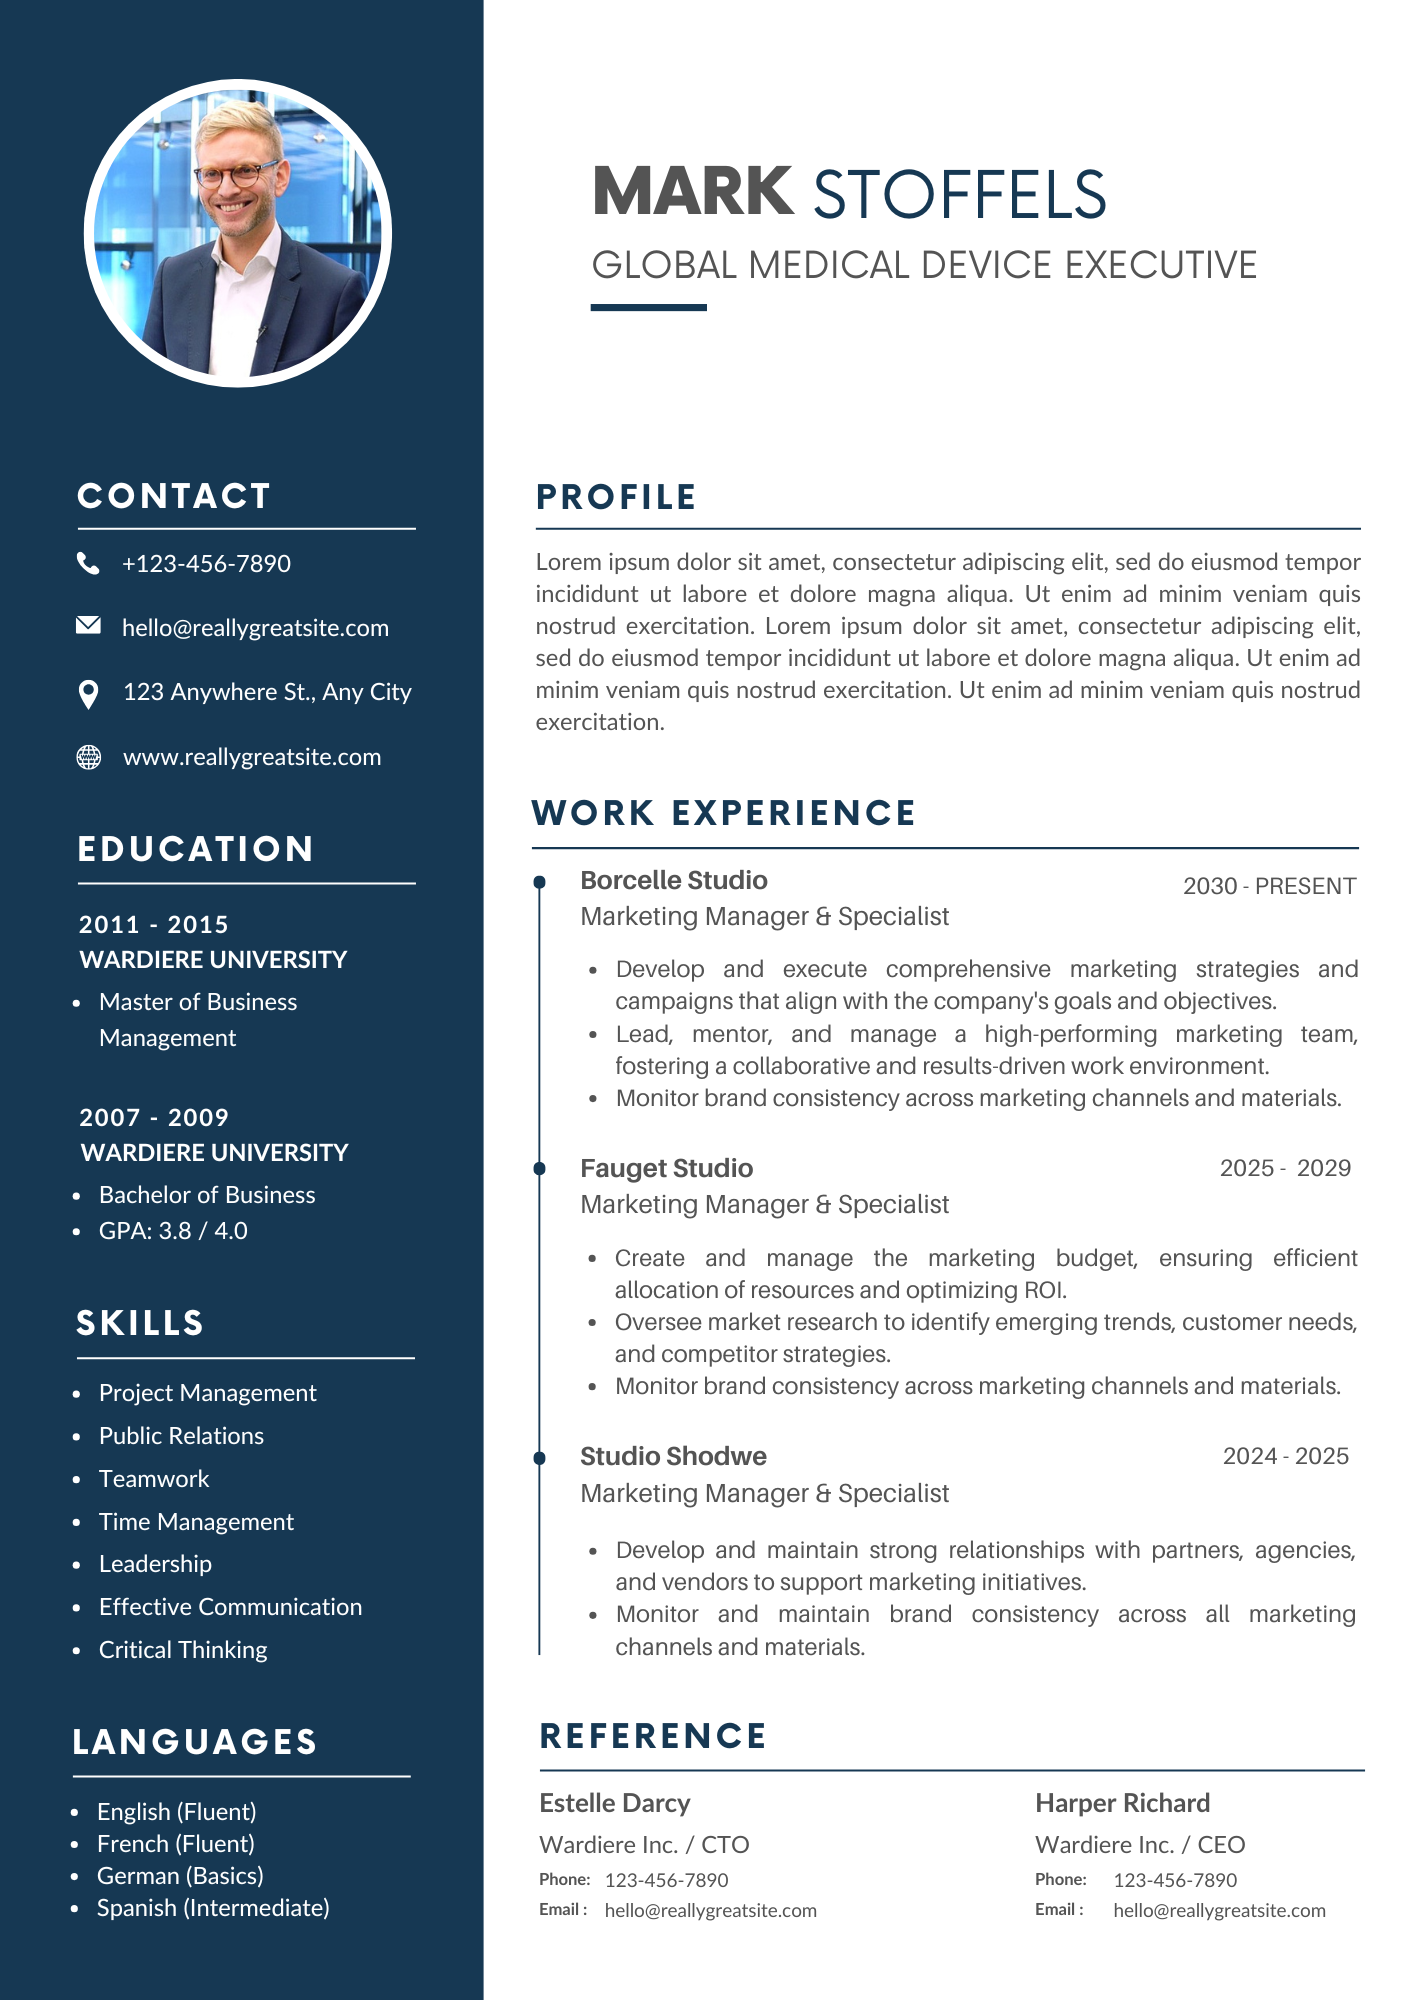 MARK STOFFELS
GLOBAL MEDICAL DEVICE EXECUTIVE
CONTACT
+123-456-7890
hello@reallygreatsite.com
123 Anywhere St., Any City
www.reallygreatsite.com
EDUCATION
2011 - 2015
WARDIERE UNIVERSITY
• Master of Business
Management
2007 - 2009
WARDIERE UNIVERSITY
• Bachelor of Business
• GPA: 3.8 / 4.0
SKILLS
• Project Management
• Public Relations
• Teamwork
• Time Management
• Leadership
• Effective Communication
• Critical Thinking
LANGUAGES
• English (Fluent)
• French (Fluent)
• German (Basics)
• Spanish (Intermediate)
PROFILE
Lorem ipsum dolor sit amet, consectetur adipiscing elit, sed do eiusmod tempor
incididunt ut labore et dolore magna aliqua. Ut enim ad minim veniam quis
nostrud exercitation. Lorem ipsum dolor sit amet, consectetur adipiscing elit,
sed do eiusmod tempor incididunt ut labore et dolore magna aliqua. Ut enim ad
minim veniam quis nostrud exercitation. Ut enim ad minim veniam quis nostrud
exercitation.
WORK EXPERIENCE
Borcelle Studio 2030 - PRESENT
Marketing Manager & Specialist
• Develop and execute comprehensive marketing strategies and
campaigns that align with the company's goals and objectives.
• Lead, mentor, and manage a high-performing marketing team,
fostering a collaborative and results-driven work environment.
• Monitor brand consistency across marketing channels and materials.
Fauget Studio 2025 - 2029
Marketing Manager & Specialist
• Create and manage the marketing budget, ensuring efficient
allocation of resources and optimizing ROI.
• Oversee market research to identify emerging trends, customer needs,
and competitor strategies.
• Monitor brand consistency across marketing channels and materials.
Studio Shodwe 2024 - 2025
Marketing Manager & Specialist
• Develop and maintain strong relationships with partners, agencies,
and vendors to support marketing initiatives.
• Monitor and maintain brand consistency across all marketing
channels and materials.
REFERENCE
Estelle Darcy
Wardiere Inc. / CTO
Phone: 123-456-7890
Email : hello@reallygreatsite.com
Harper Richard
Wardiere Inc. / CEO
Phone: 123-456-7890
Email : hello@reallygreatsite.com